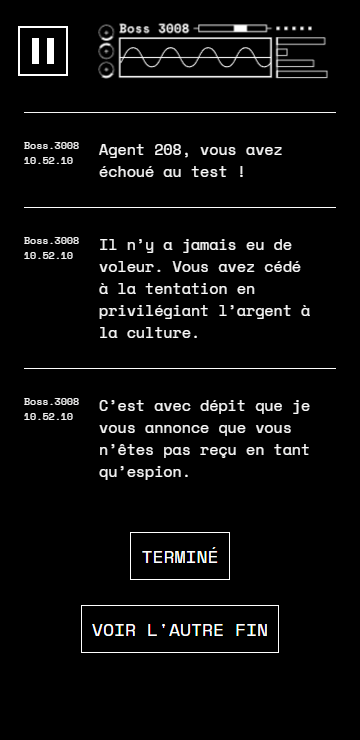 Boss 3008
Boss.3008
10.52.10
Agent 208, vous avez
échoué au test !
Boss.3008
10.52.10
Il n'y a jamais eu de
voleur. Vous avez cédé
à la tentation en
privilégiant l'argent à
la culture.
Boss.3008
10.52.10
C'est avec dépit que je
vous annonce que vous
n'êtes pas reçu en tant
qu'espion.
TERMINÉ
VOIR L'AUTRE FIN